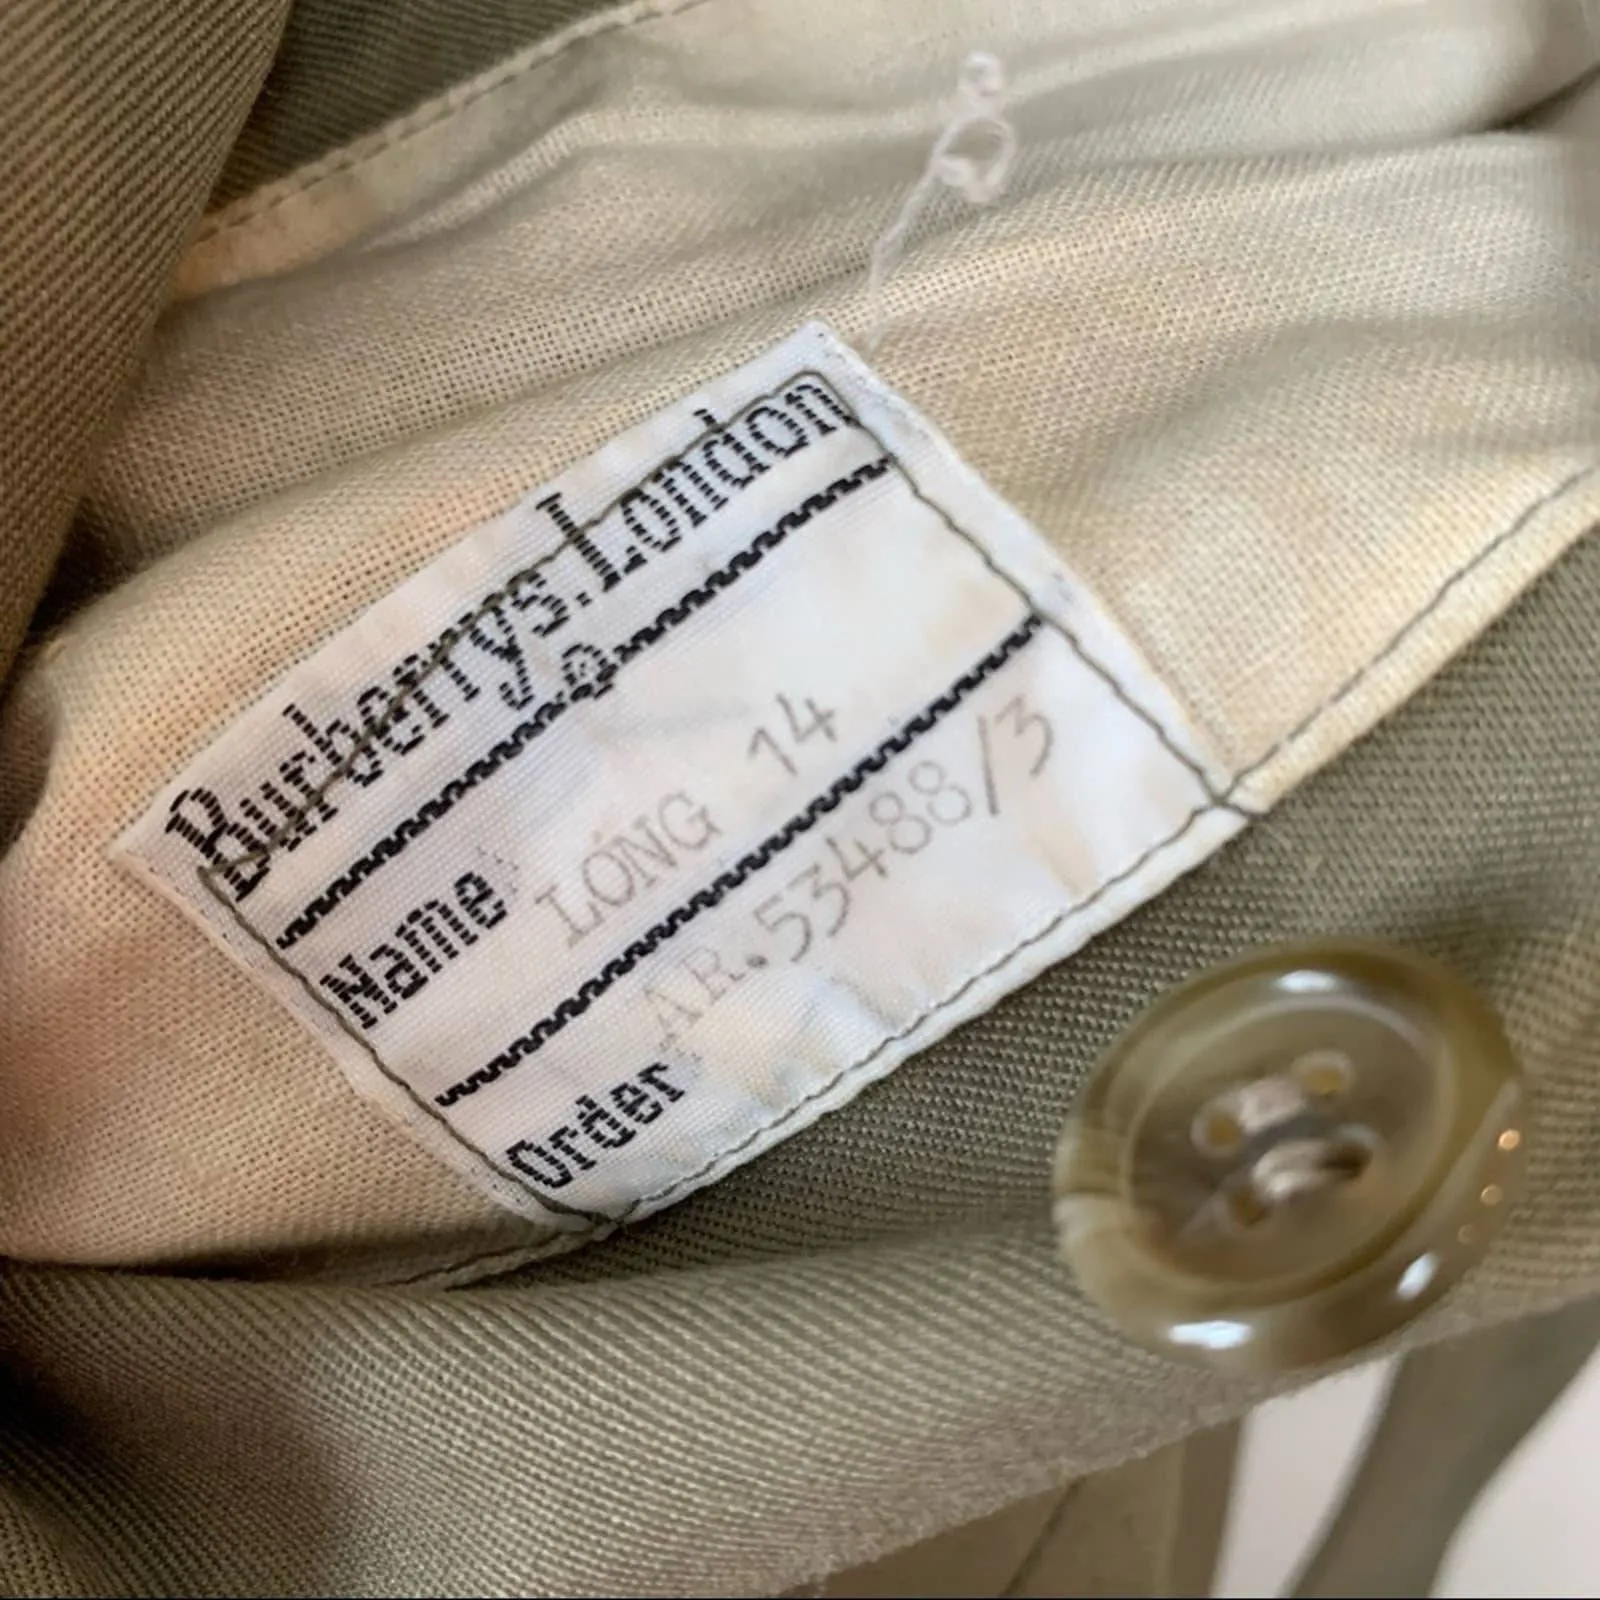 Burberrys.London
Name LONG 14
Order AR.53488/3